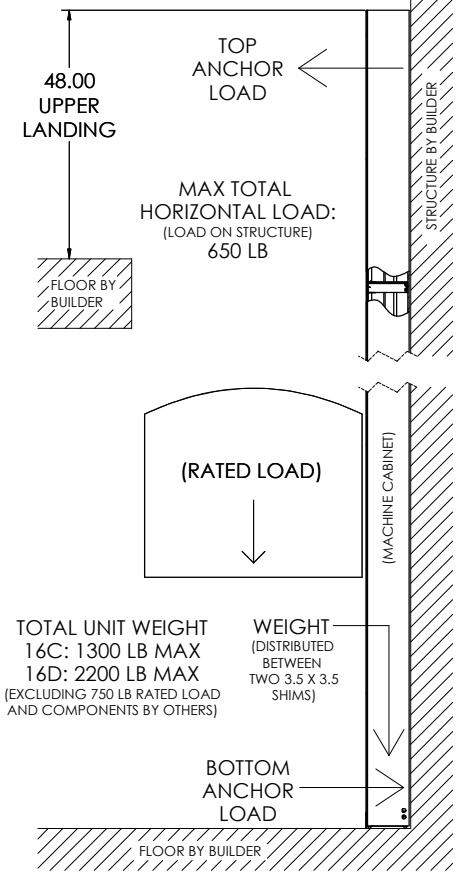 TOP
ANCHOR
LOAD
48.00
UPPER
LANDING
STRUCTURE BY BUILDER
MAX TOTAL
HORIZONTAL LOAD:
(LOAD ON STRUCTURE)
650 LB
FLOOR BY
BUILDER
(RATED LOAD)
(MACHINE CABINET)
TOTAL UNIT WEIGHT
16C: 1300 LB MAX
16D: 2200 LB MAX
(EXCLUDING 750 LB RATED LOAD
AND COMPONENTS BY OTHERS)
WEIGHT
(DISTRIBUTED
BETWEEN
TWO 3.5 X 3.5
SHIMS)
BOTTOM
ANCHOR
LOAD
FLOOR BY BUILDER